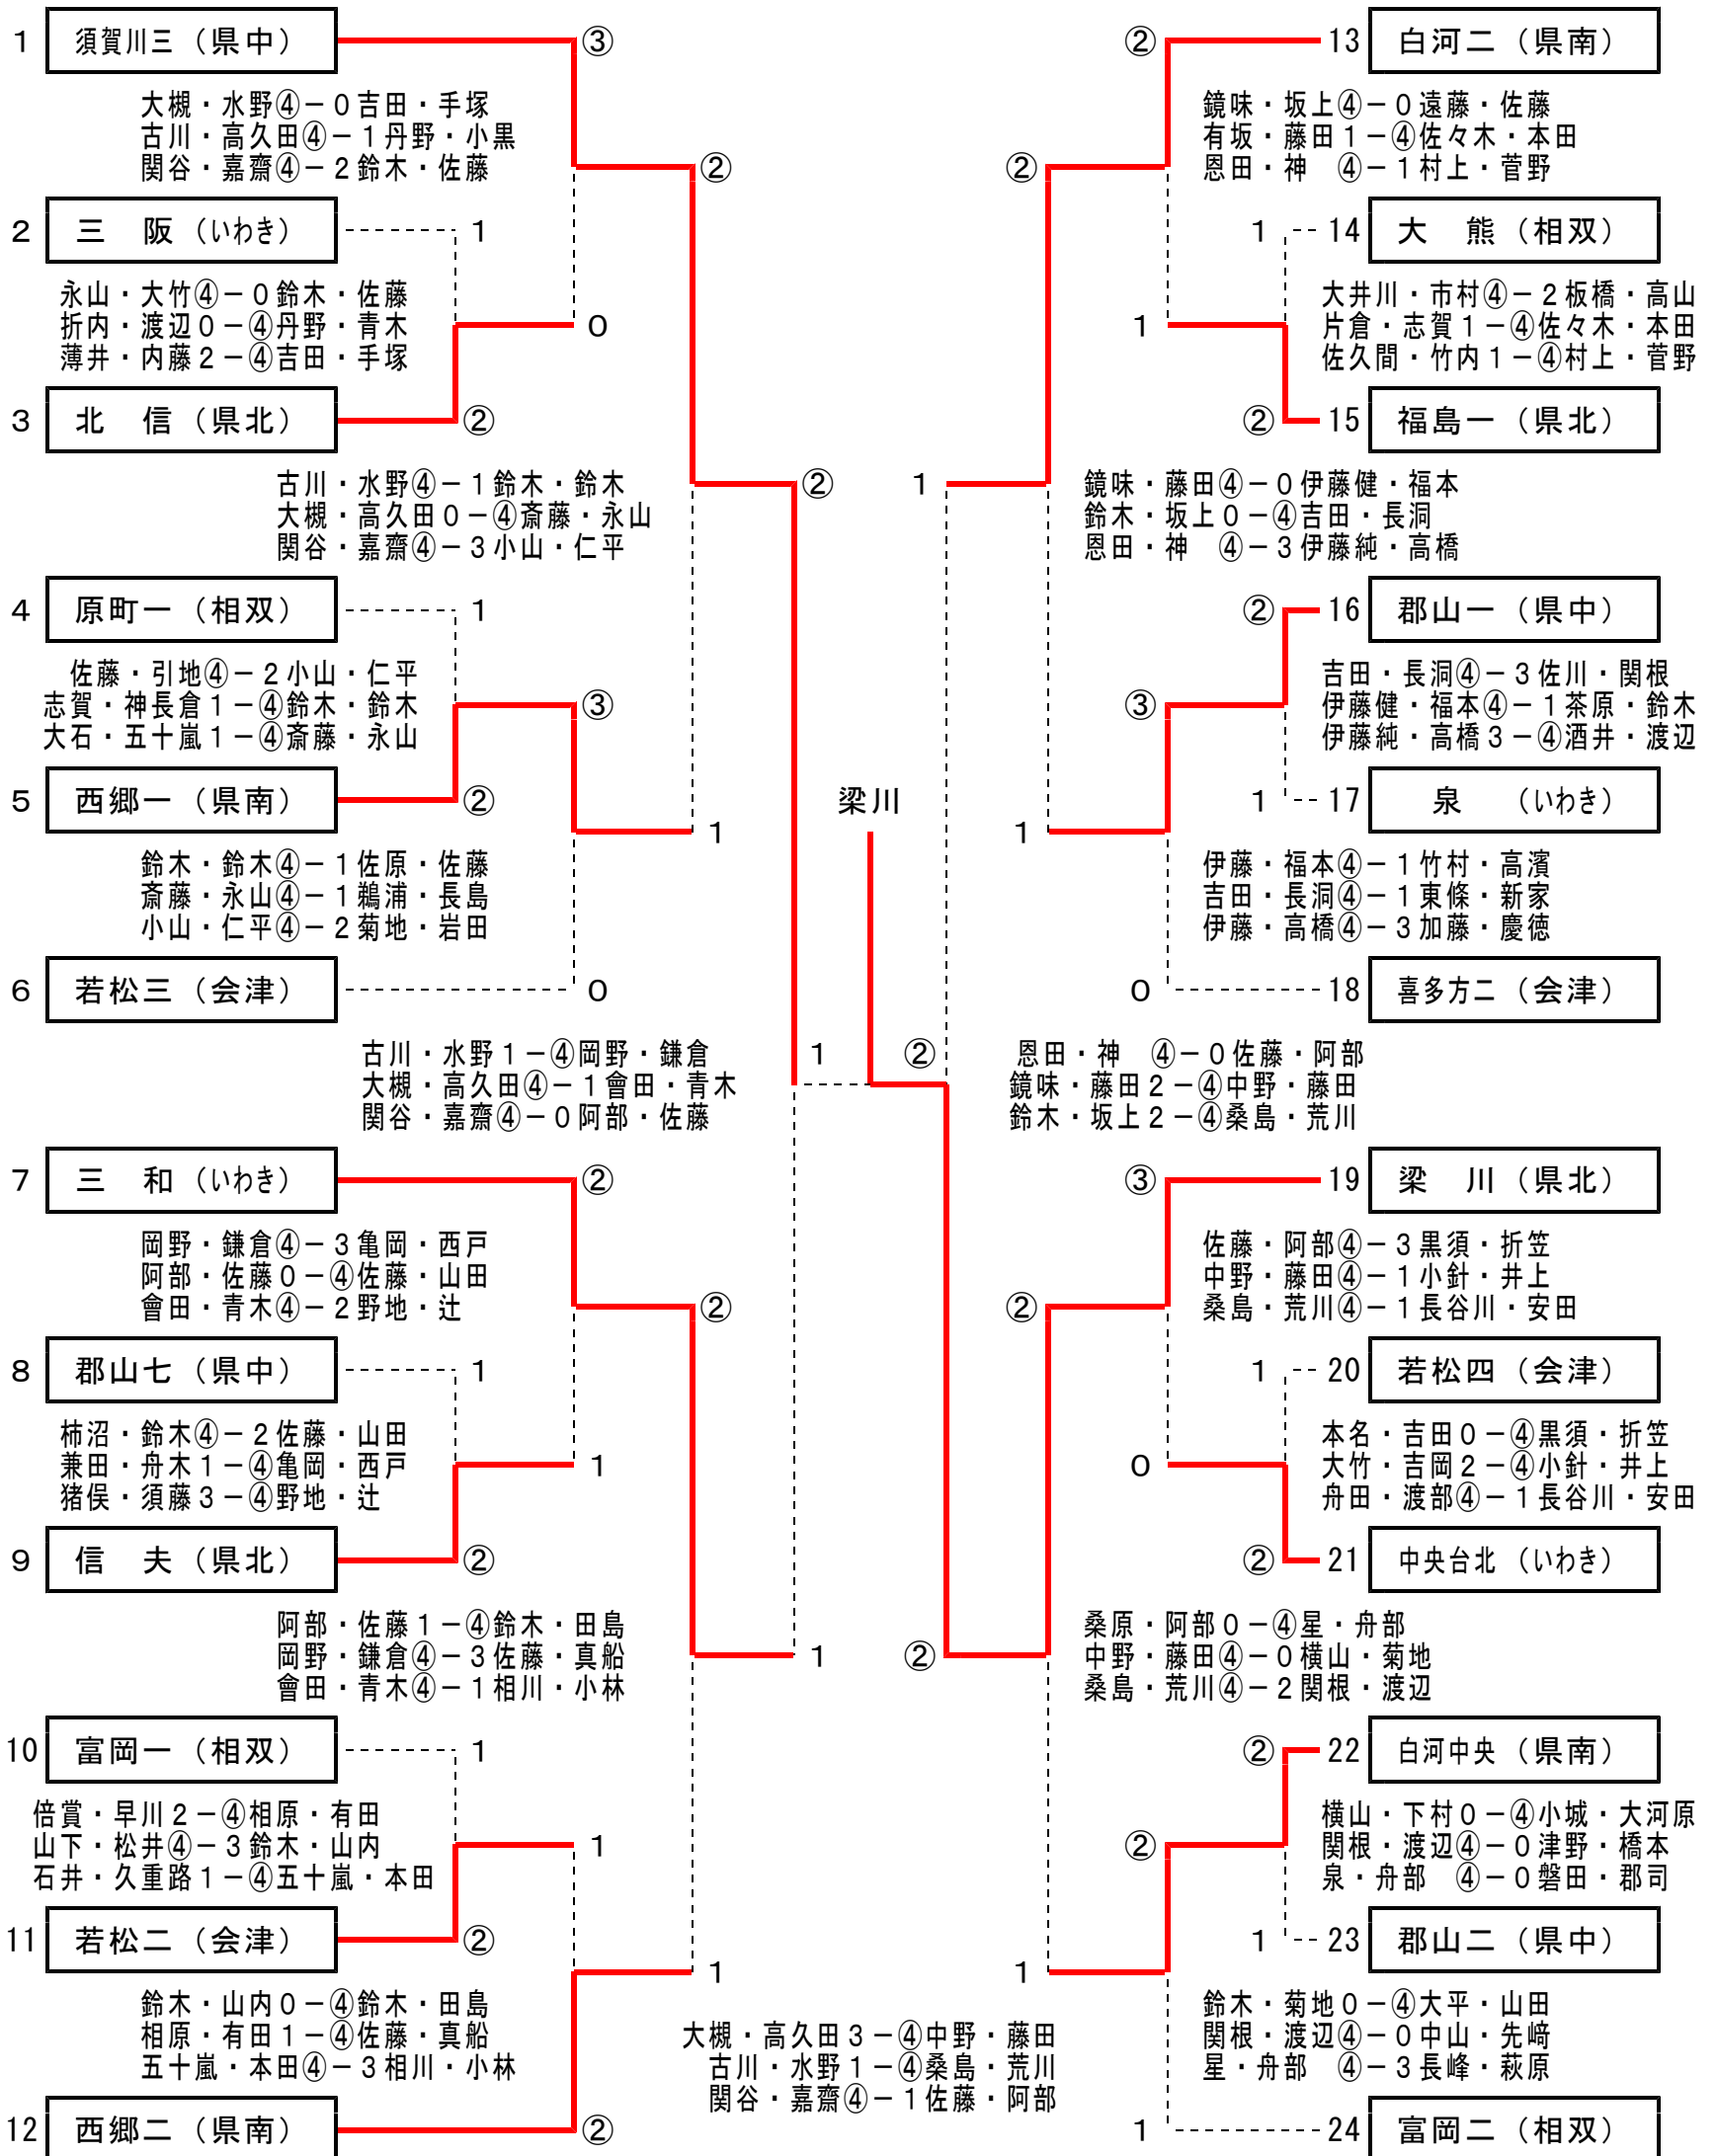 1 須賀川三（県中） ③
大槻・水野④－０吉田・手塚
古川・高久田④－１丹野・小黒
関谷・嘉齋④－２鈴木・佐藤
②
2 三　阪（いわき） 1
永山・大竹④－０鈴木・佐藤
折内・渡辺０－④丹野・青木
薄井・内藤２－④吉田・手塚
0
3 北　信（県北） ②
古川・水野④－１鈴木・鈴木
大槻・高久田０－④斎藤・永山
関谷・嘉齋④－３小山・仁平
②
4 原町一（相双） 1
佐藤・引地④－２小山・仁平
志賀・神長倉１－④鈴木・鈴木
大石・五十嵐１－④斎藤・永山
③
5 西郷一（県南） ②
1
鈴木・鈴木④－１佐原・佐藤
斎藤・永山④－１鵜浦・長島
小山・仁平④－２菊地・岩田
6 若松三（会津） 0
古川・水野１－④岡野・鎌倉
大槻・高久田④－１會田・青木
関谷・嘉齋④－０阿部・佐藤
1
7 三　和（いわき） ②
岡野・鎌倉④－３亀岡・西戸
阿部・佐藤０－④佐藤・山田
會田・青木④－２野地・辻
②
8 郡山七（県中） 1
柿沼・鈴木④－２佐藤・山田
兼田・舟木１－④亀岡・西戸
猪俣・須藤３－④野地・辻
1
9 信　夫（県北） ②
阿部・佐藤１－④鈴木・田島
岡野・鎌倉④－３佐藤・真船
會田・青木④－１相川・小林
1
10 富岡一（相双） 1
倍賞・早川２－④相原・有田
山下・松井④－３鈴木・山内
石井・久重路１－④五十嵐・本田
1
11 若松二（会津） ②
1
鈴木・山内０－④鈴木・田島
相原・有田１－④佐藤・真船
五十嵐・本田④－３相川・小林
12 西郷二（県南） ②
梁川
②
大槻・高久田３－④中野・藤田
古川・水野１－④桑島・荒川
関谷・嘉齋④－１佐藤・阿部
② 13 白河二（県南）
鏡味・坂上④－０遠藤・佐藤
有坂・藤田１－④佐々木・本田
恩田・神　④－１村上・菅野
②
1 14 大　熊（相双）
大井川・市村④－２板橋・高山
片倉・志賀１－④佐々木・本田
佐久間・竹内１－④村上・菅野
1
② 15 福島一（県北）
1
鏡味・藤田④－０伊藤健・福本
鈴木・坂上０－④吉田・長洞
恩田・神　④－３伊藤純・高橋
② 16 郡山一（県中）
吉田・長洞④－３佐川・関根
伊藤健・福本④－１茶原・鈴木
伊藤純・高橋３－④酒井・渡辺
③
1 17 泉　（いわき）
1
伊藤・福本④－１竹村・高濱
吉田・長洞④－１東條・新家
伊藤・高橋④－３加藤・慶徳
0 18 喜多方二（会津）
恩田・神　④－０佐藤・阿部
鏡味・藤田２－④中野・藤田
鈴木・坂上２－④桑島・荒川
③ 19 梁　川（県北）
佐藤・阿部④－３黒須・折笠
中野・藤田④－１小針・井上
桑島・荒川④－１長谷川・安田
②
1 20 若松四（会津）
本名・吉田０－④黒須・折笠
大竹・吉岡２－④小針・井上
舟田・渡部④－１長谷川・安田
0
② 21 中央台北（いわき）
桑原・阿部０－④星・舟部
中野・藤田④－０横山・菊地
桑島・荒川④－２関根・渡辺
②
② 22 白河中央（県南）
横山・下村０－④小城・大河原
関根・渡辺④－０津野・橋本
泉・舟部　④－０磐田・郡司
②
1 23 郡山二（県中）
1
鈴木・菊地０－④大平・山田
関根・渡辺④－０中山・先﨑
星・舟部　④－３長峰・萩原
1 24 富岡二（相双）